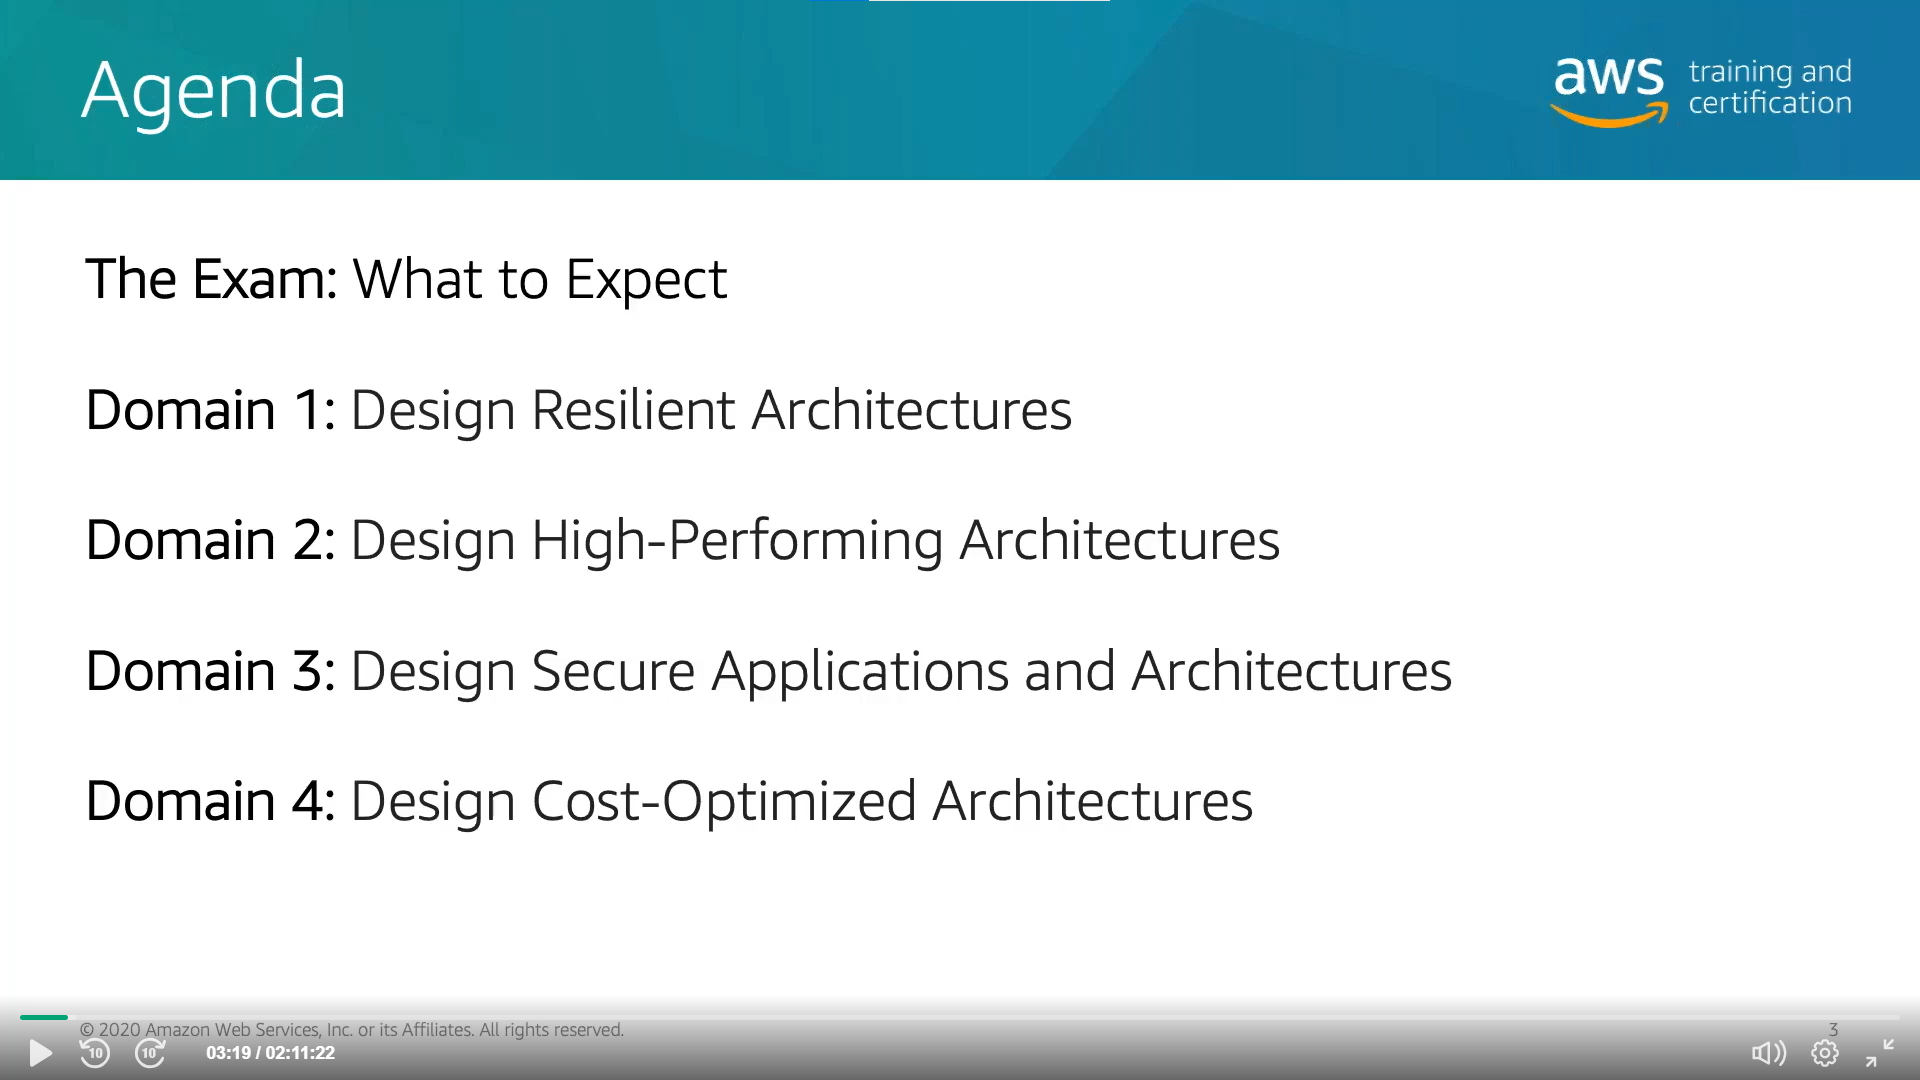 Agenda
aws training and
certification
The Exam: What to Expect
Domain 1: Design Resilient Architectures
Domain 2: Design High-Performing Architectures
Domain 3: Design Secure Applications and Architectures
Domain 4: Design Cost-Optimized Architectures
© 2020 Amazon Web Services, Inc. or its Affiliates. All rights reserved.
3
10
10
03:19 / 02:11:22